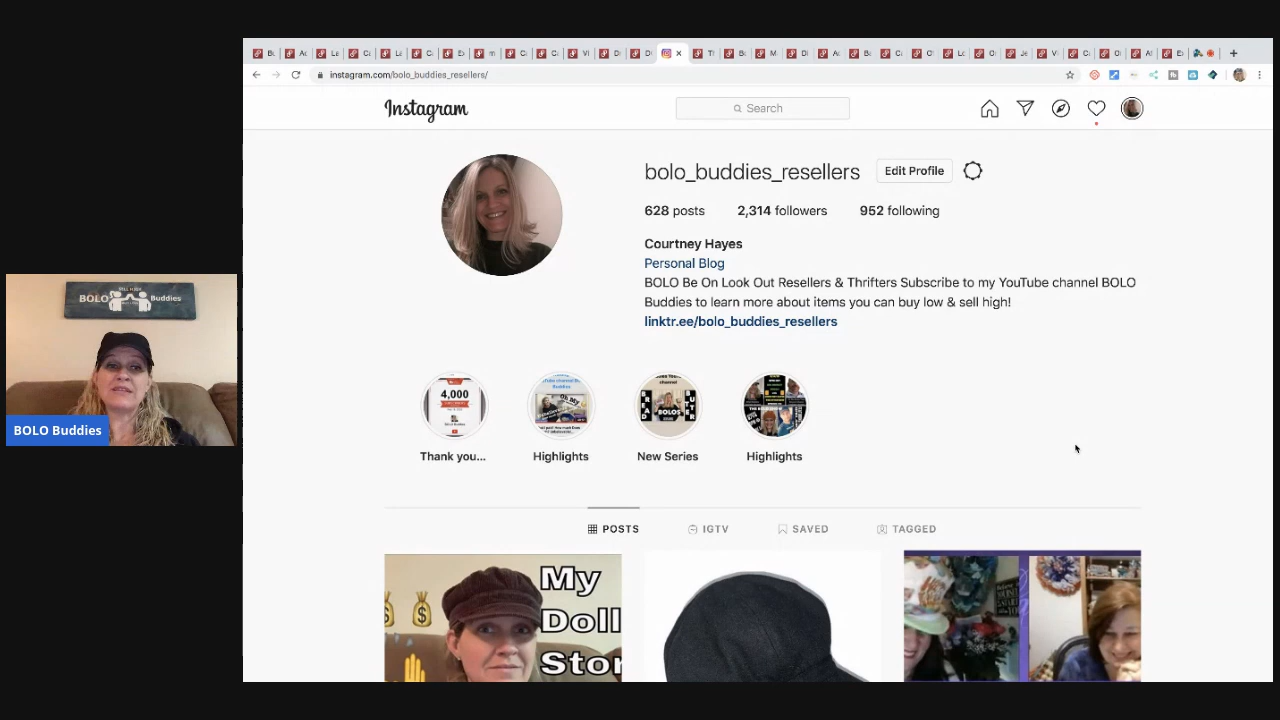 instagram.com/bolo_buddies_resellers/
Instagram
Search
bolo_buddies_resellers
Edit Profile
628 posts 2,314 followers 952 following
Courtney Hayes
Personal Blog
BOLO Be On Look Out Resellers & Thrifters Subscribe to my YouTube channel BOLO
Buddies to learn more about items you can buy low & sell high!
linktr.ee/bolo_buddies_resellers
BOLO Buddies
BOLO Buddies
4,000
BOLOS
Thank you...
Highlights
New Series
Highlights
POSTS
IGTV
SAVED
TAGGED
My
Doll
Stor